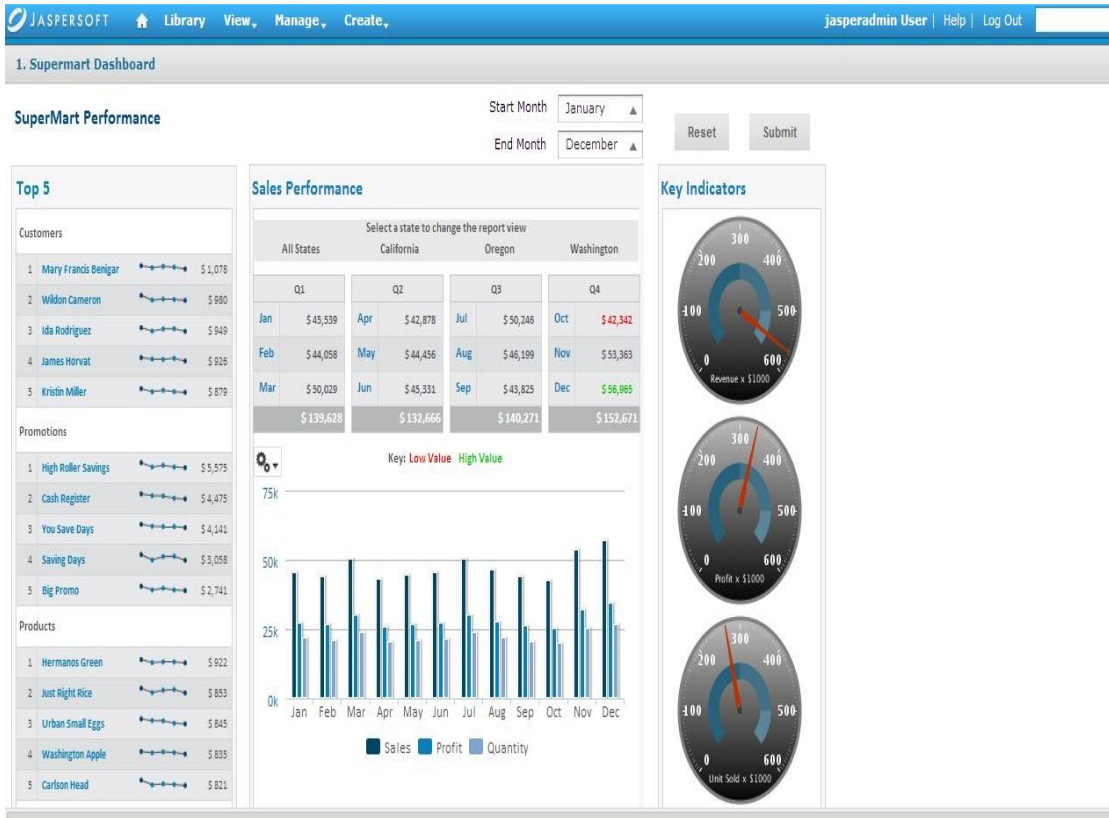 JASPERSOFT Library View Manage Create jasperadmin User | Help | Log Out
1. Supermart Dashboard
SuperMart Performance
Start Month January
End Month December
Reset Submit
Top 5
Customers
1 Mary Francis Benigar $ 1,078
2 Wildon Cameron $ 980
3 Ida Rodriguez $ 949
4 James Horvat $ 926
5 Kristin Miller $ 879
Promotions
1 High Roller Savings $ 5,575
2 Cash Register $ 4,475
3 You Save Days $ 4,141
4 Saving Days $ 3,058
5 Big Promo $ 2,741
Products
1 Hermanos Green $ 922
2 Just Right Rice $ 853
3 Urban Small Eggs $ 845
4 Washington Apple $ 835
5 Carlson Head $ 821
Sales Performance
Select a state to change the report view
All States California Oregon Washington
Q1 Q2 Q3 Q4
Jan $ 45,539 Apr $ 42,878 Jul $ 50,246 Oct $ 42,342
Feb $ 44,058 May $ 44,456 Aug $ 46,199 Nov $ 53,363
Mar $ 50,029 Jun $ 45,331 Sep $ 43,825 Dec $ 56,965
$ 139,628 $ 132,666 $ 140,271 $ 152,671
Key: Low Value High Value
75k
50k
25k
0k
Jan Feb Mar Apr May Jun Jul Aug Sep Oct Nov Dec
Sales Profit Quantity
Key Indicators
300
200 400
100 500
0 600
Revenue x $1000
300
200 400
100 500
0 600
Profit x $1000
300
200 400
100 500
0 600
Unit Sold x $1000